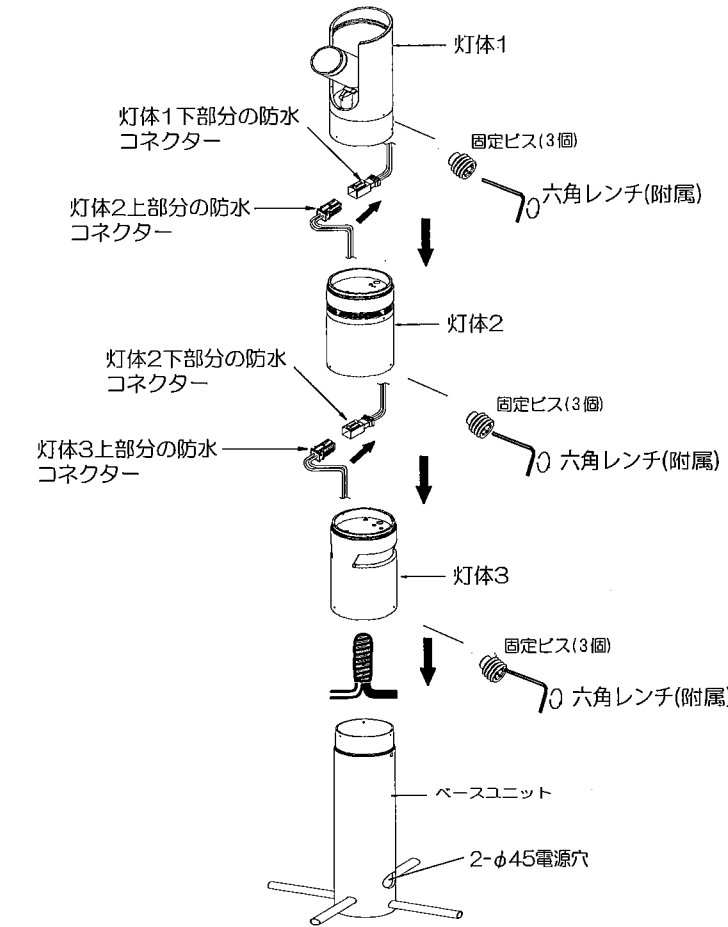 灯体1
灯体1下部分の防水
コネクター
固定ビス(3個)
六角レンチ(附属)
灯体2上部分の防水
コネクター
灯体2
灯体2下部分の防水
コネクター
固定ビス(3個)
六角レンチ(附属)
灯体3上部分の防水
コネクター
灯体3
固定ビス(3個)
六角レンチ(附属)
ベースユニット
2-φ45電源穴